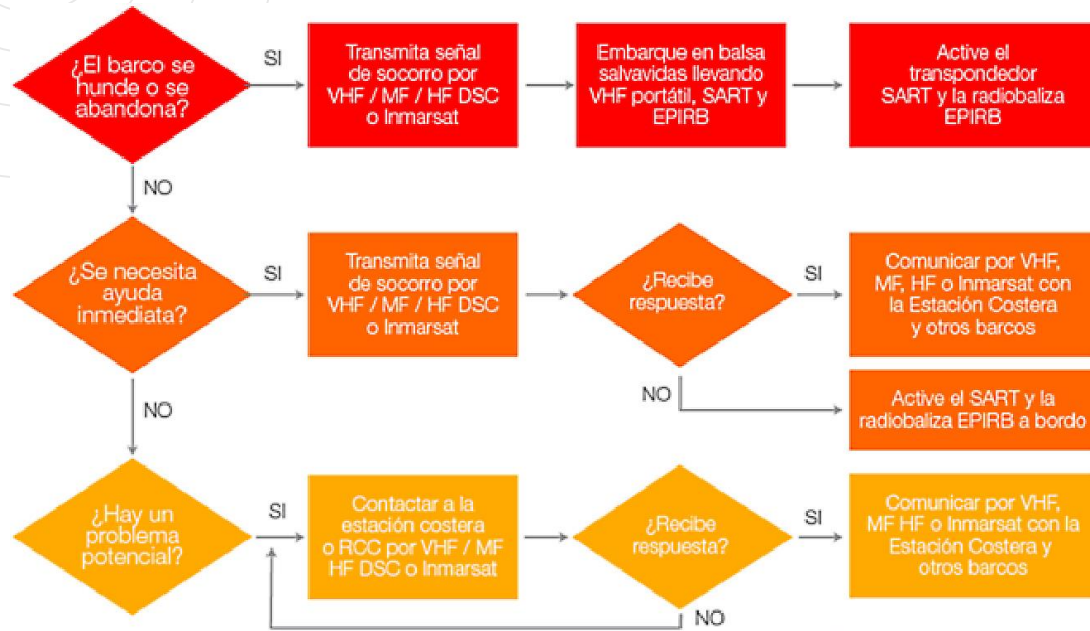 ¿El barco se
hunde o se
abandona?
SI
Transmita señal
de socorro por
VHF / MF / HF DSC
o Inmarsat
Embarque en balsa
salvavidas llevando
VHF portátil, SART y
EPIRB
Active el
transpondedor
SART y la radiobaliza
EPIRB
NO
¿Se necesita
ayuda
inmediata?
SI
Transmita señal
de socorro por
VHF / MF / HF DSC
o Inmarsat
¿Recibe
respuesta?
SI
Comunicar por VHF,
MF, HF o Inmarsat con
la Estación Costera
y otros barcos
NO
Active el SART y la
radiobaliza EPIRB a bordo
NO
¿Hay un
problema
potencial?
SI
Contactar a la
estación costera
o RCC por VHF / MF
HF DSC o Inmarsat
¿Recibe
respuesta?
SI
Comunicar por VHF,
MF HF o Inmarsat con la
Estación Costera y
otros barcos
NO